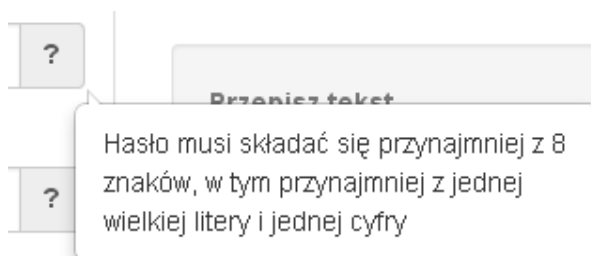 ?
Przepisz tekst
Hasło musi składać się przynajmniej z 8
znaków, w tym przynajmniej z jednej
?
wielkiej litery i jednej cyfry